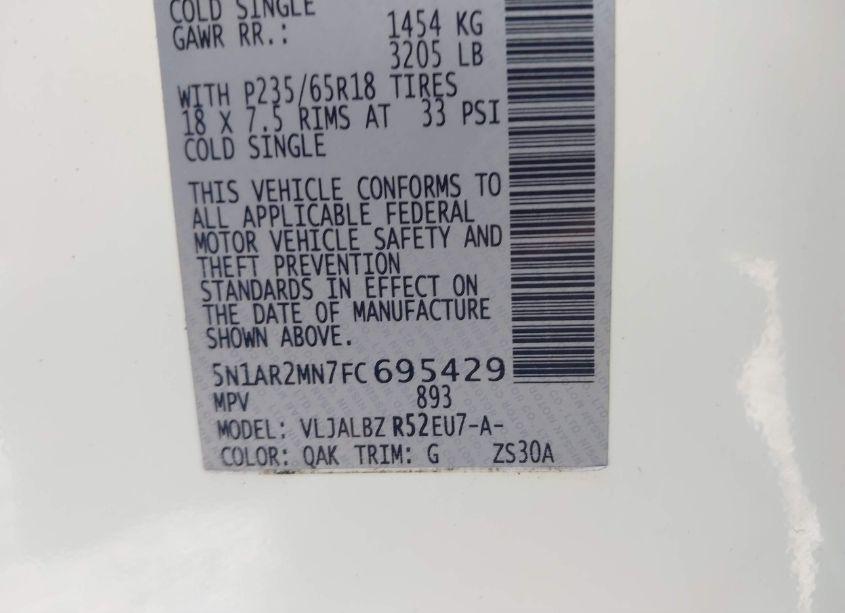 COLD SINGLE
GAWR RR.: 1454 KG
3205 LB
WITH P235/65R18 TIRES
18 X 7.5 RIMS AT 33 PSI
COLD SINGLE
THIS VEHICLE CONFORMS TO
ALL APPLICABLE FEDERAL
MOTOR VEHICLE SAFETY AND
THEFT PREVENTION
STANDARDS IN EFFECT ON
THE DATE OF MANUFACTURE
SHOWN ABOVE.
5N1AR2MN7FC695429
MPV 893
MODEL: VLJALBZ R52EU7-A-
COLOR: QAK TRIM: G ZS30A